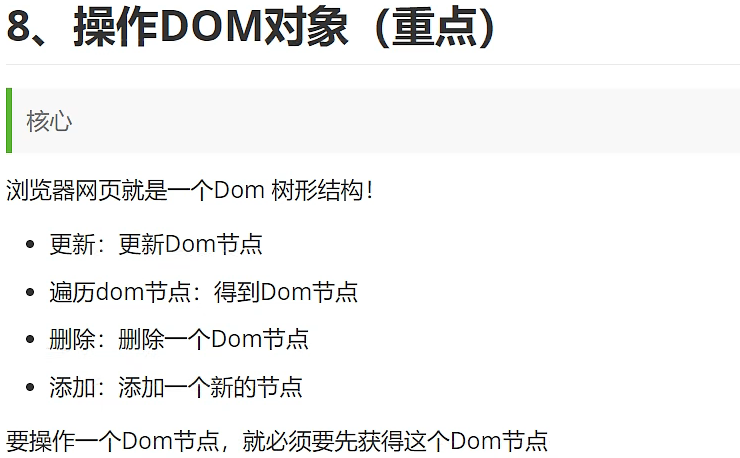 8、操作DOM对象（重点）
核心
浏览器网页就是一个Dom 树形结构！
更新：更新Dom节点
遍历dom节点：得到Dom节点
删除：删除一个Dom节点
添加：添加一个新的节点
要操作一个Dom节点，就必须要先获得这个Dom节点